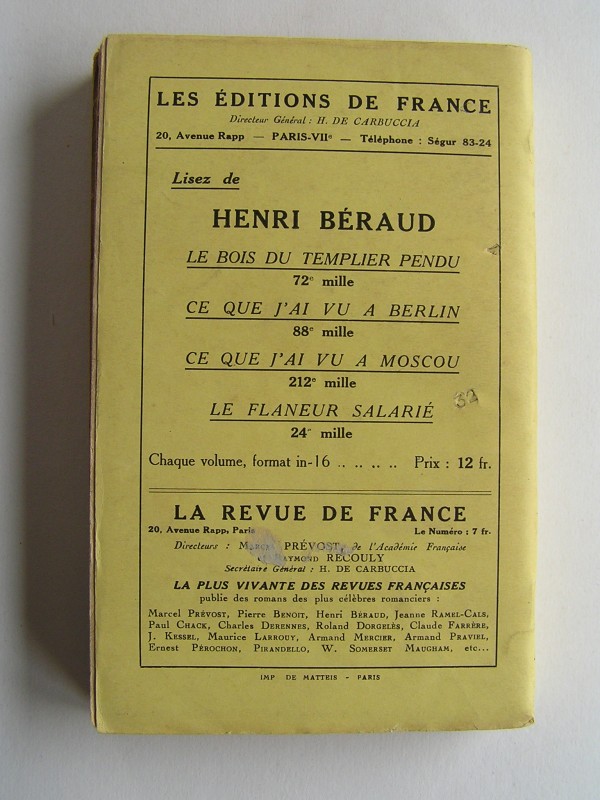 LES ÉDITIONS DE FRANCE
Directeur Général : H. DE CARBUCCIA
20, Avenue Rapp — PARIS-VIIe — Téléphone : Ségur 83-24
Lisez de
HENRI BÉRAUD
LE BOIS DU TEMPLIER PENDU
72e mille
CE QUE J'AI VU A BERLIN
88e mille
CE QUE J'AI VU A MOSCOU
212e mille
32
LE FLANEUR SALARIÉ
24e mille
Chaque volume, format in-16 .. .. .. .. Prix : 12 fr.
LA REVUE DE FRANCE
20, Avenue Rapp, Paris Le Numéro : 7 fr.
Directeurs : MARCEL PRÉVOST, de l'Académie Française
RAYMOND RECOULY
Secrétaire Général : H. DE CARBUCCIA
LA PLUS VIVANTE DES REVUES FRANÇAISES
publie des romans des plus célèbres romanciers :
Marcel PRÉVOST, Pierre BENOIT, Henri BÉRAUD, Jeanne RAMEL-CALS,
Paul CHACK, Charles DERENNES, Roland DORGELÈS, Claude FARRÈRE,
J. KESSEL, Maurice LARROUY, Armand MERCIER, Armand PRAVIEL,
Ernest PÉROCHON, PIRANDELLO, W. SOMERSET MAUGHAM, etc...
IMP DE MATTEIS - PARIS